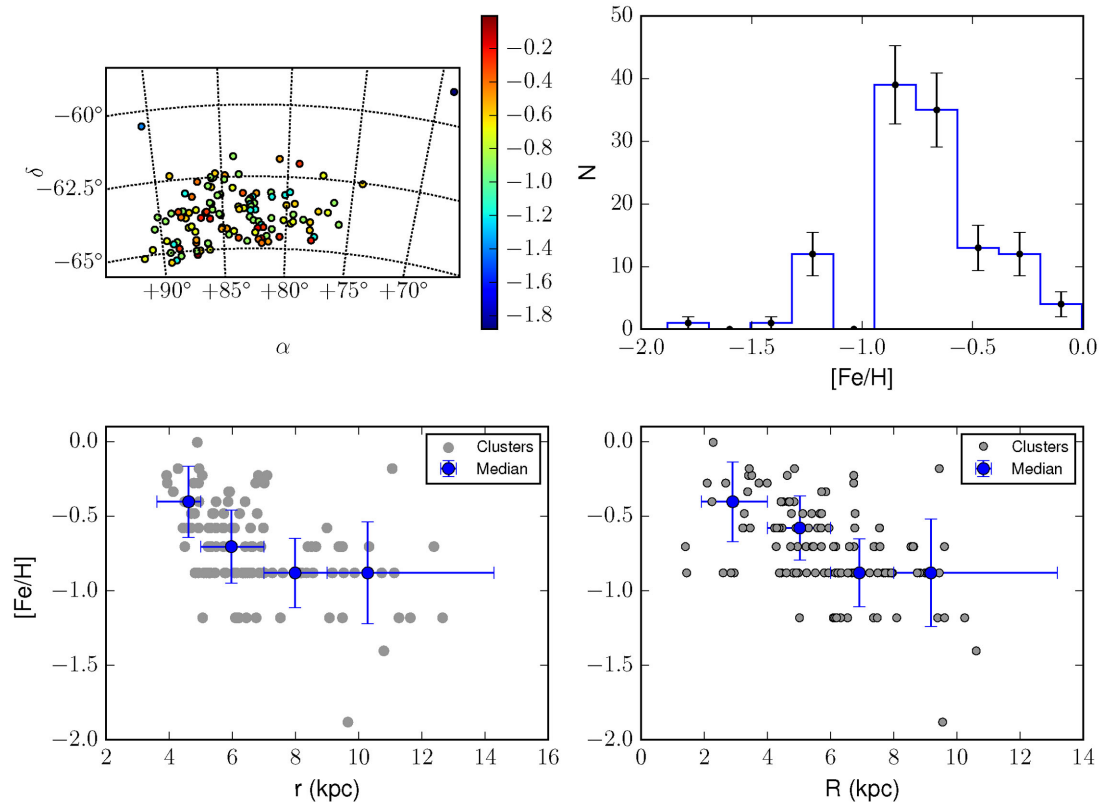 −60°
−62.5°
−65°
δ
+90° +85° +80° +75° +70°
α
−0.2
−0.4
−0.6
−0.8
−1.0
−1.2
−1.4
−1.6
−1.8
50
40
30
20
10
0
N
−2.0 −1.5 −1.0 −0.5 0.0
[Fe/H]
0.0
−0.5
−1.0
−1.5
−2.0
[Fe/H]
Clusters
Median
2 4 6 8 10 12 14 16
r (kpc)
0.0
−0.5
−1.0
−1.5
−2.0
Clusters
Median
0 2 4 6 8 10 12 14
R (kpc)